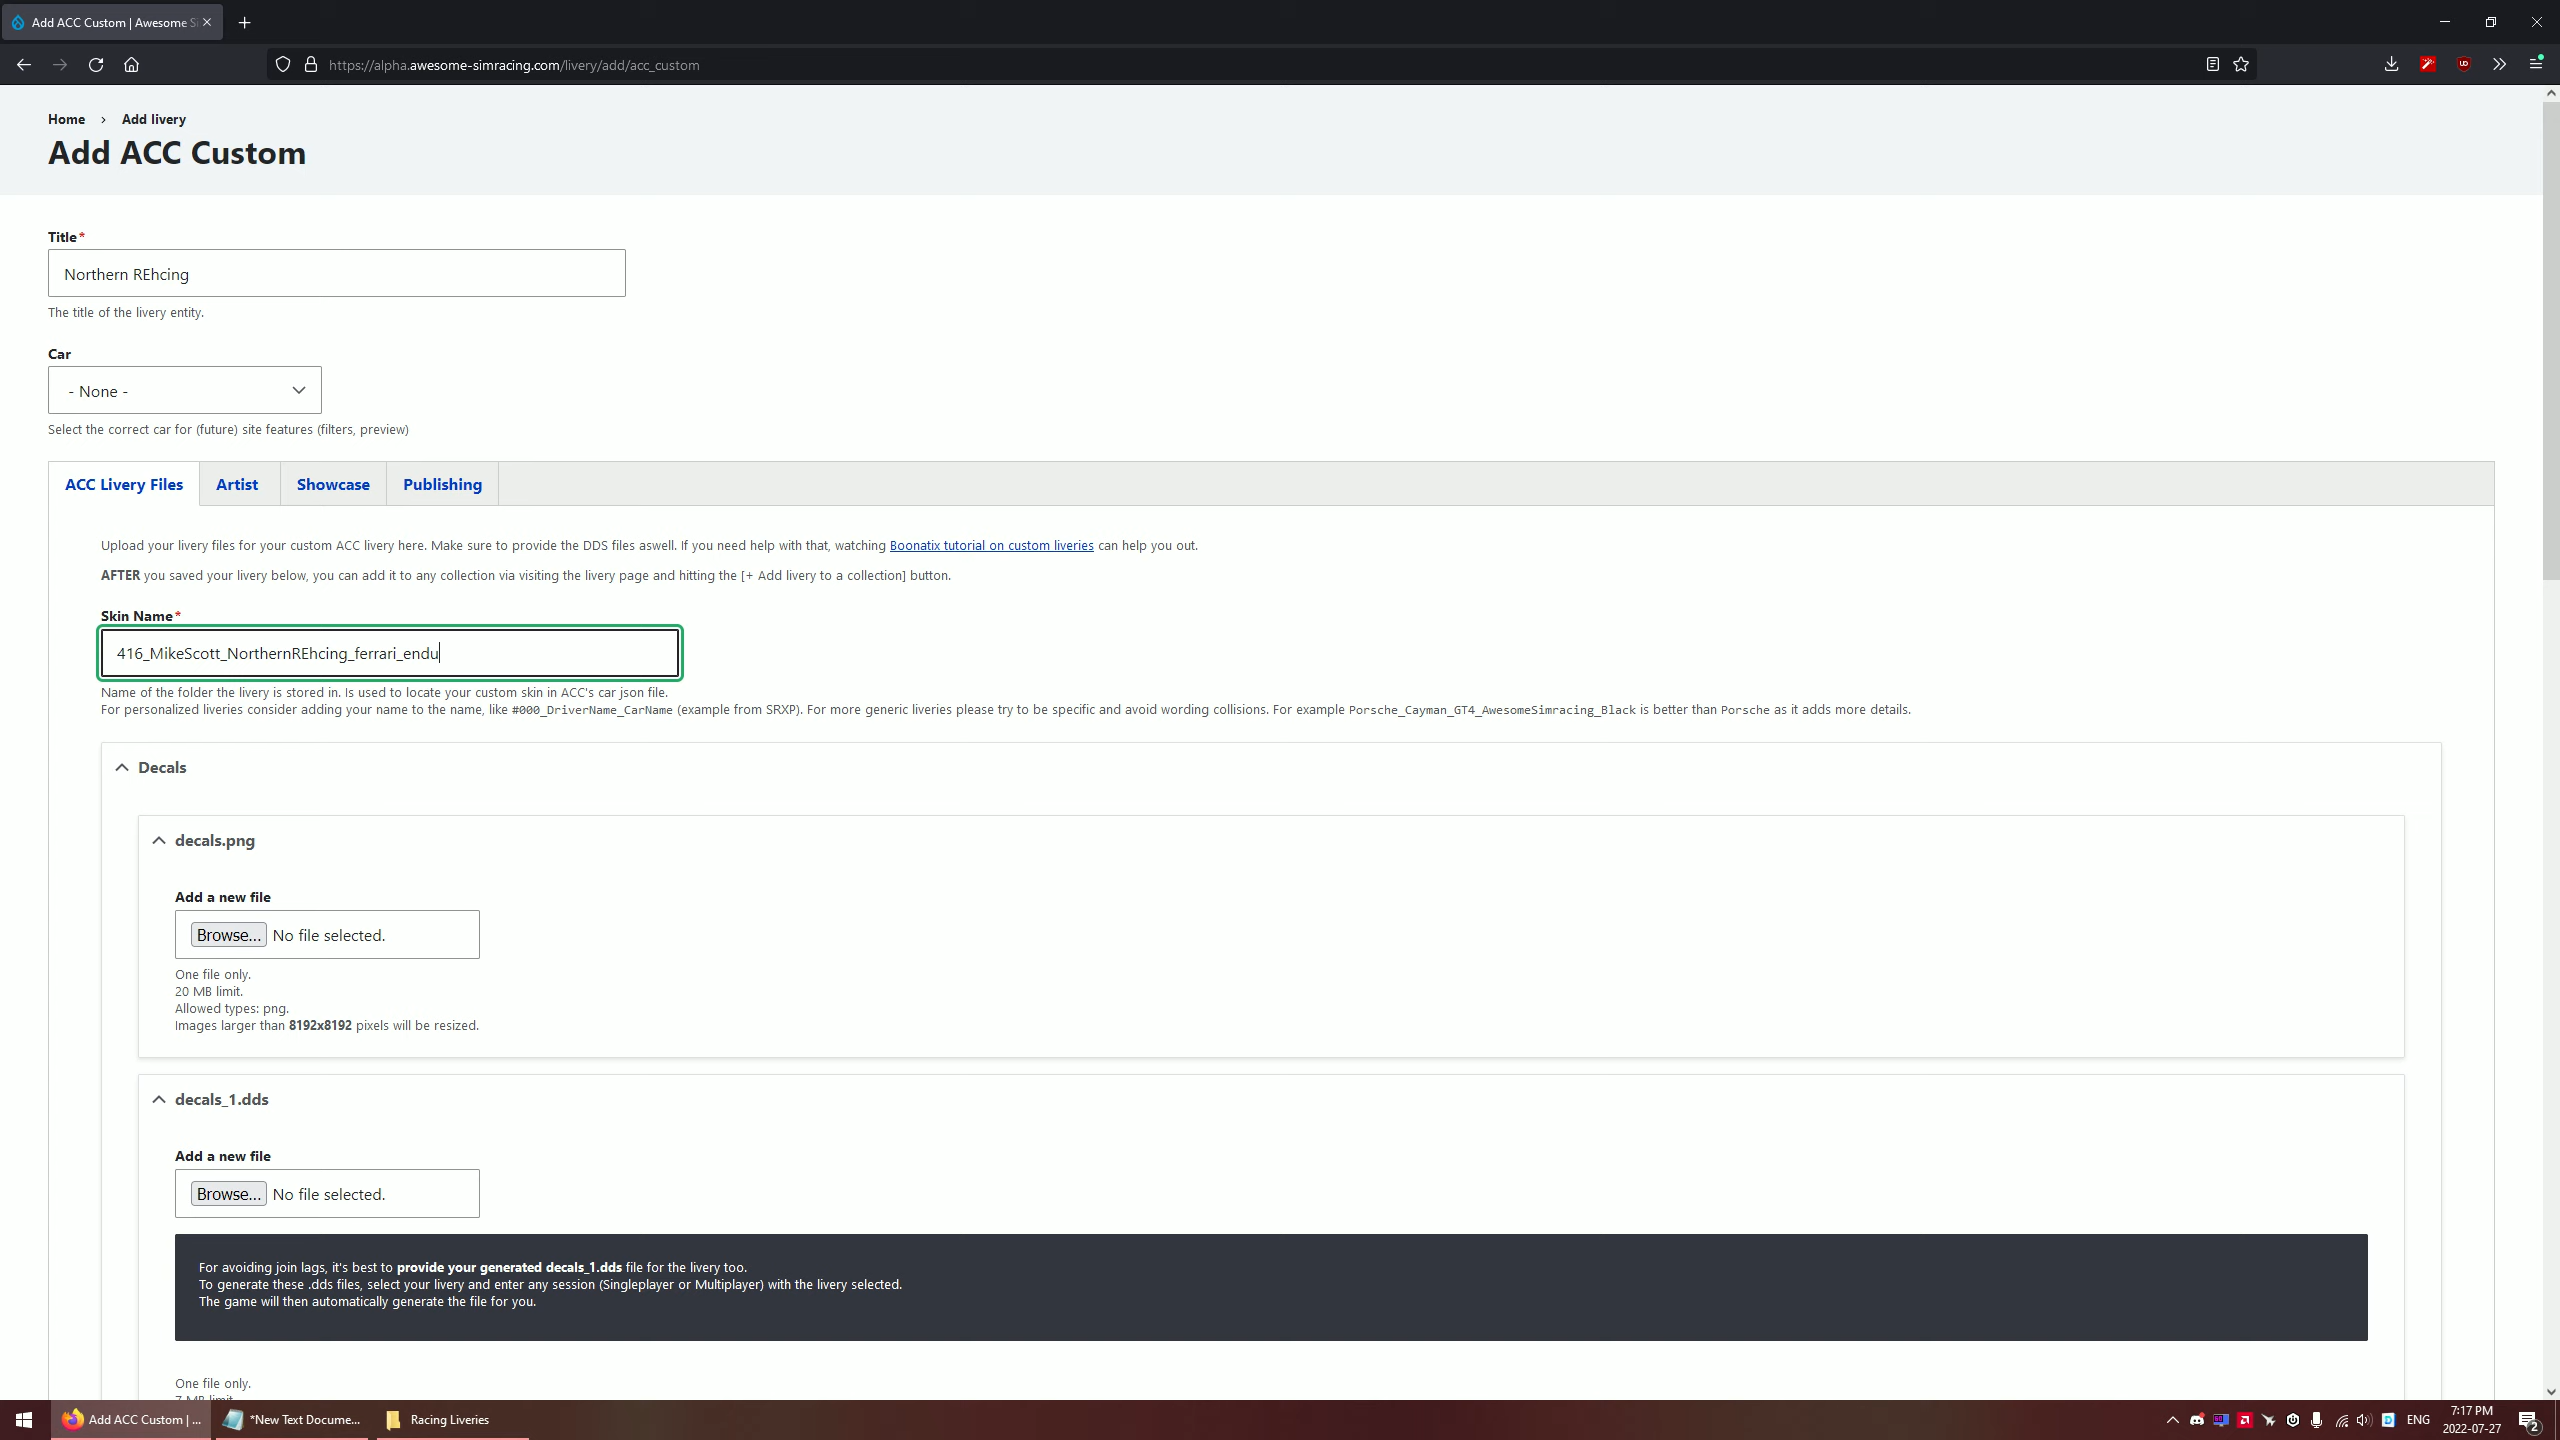 Add ACC Custom | Awesome S
https://alpha.awesome-simracing.com/livery/add/acc_custom
Home › Add livery
Add ACC Custom
Title*
Northern REhcing
The title of the livery entity.
Car
- None -
Select the correct car for (future) site features (filters, preview)
ACC Livery Files Artist Showcase Publishing
Upload your livery files for your custom ACC livery here. Make sure to provide the DDS files aswell. If you need help with that, watching Boonatix tutorial on custom liveries can help you out.
AFTER you saved your livery below, you can add it to any collection via visiting the livery page and hitting the [+ Add livery to a collection] button.
Skin Name*
416_MikeScott_NorthernREhcing_ferrari_endu
Name of the folder the livery is stored in. Is used to locate your custom skin in ACC's car json file.
For personalized liveries consider adding your name to the name, like #000_DriverName_CarName (example from SRXP). For more generic liveries please try to be specific and avoid wording collisions. For example Porsche_Cayman_GT4_AwesomeSimracing_Black is better than Porsche as it adds more details.
Decals
decals.png
Add a new file
Browse... No file selected.
One file only.
20 MB limit.
Allowed types: png.
Images larger than 8192x8192 pixels will be resized.
decals_1.dds
Add a new file
Browse... No file selected.
For avoiding join lags, it's best to provide your generated decals_1.dds file for the livery too.
To generate these .dds files, select your livery and enter any session (Singleplayer or Multiplayer) with the livery selected.
The game will then automatically generate the file for you.
One file only.
7 MB limit
Add ACC Custom | ... *New Text Docume... Racing Liveries ENG 7:17 PM
2022-07-27 2